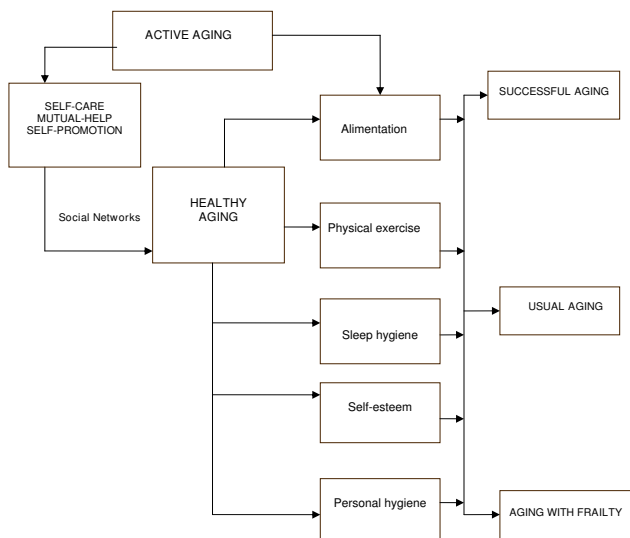 ACTIVE AGING
SELF-CARE
MUTUAL-HELP
SELF-PROMOTION
Social Networks
HEALTHY
AGING
Alimentation
Physical exercise
Sleep hygiene
Self-esteem
Personal hygiene
SUCCESSFUL AGING
USUAL AGING
AGING WITH FRAILTY